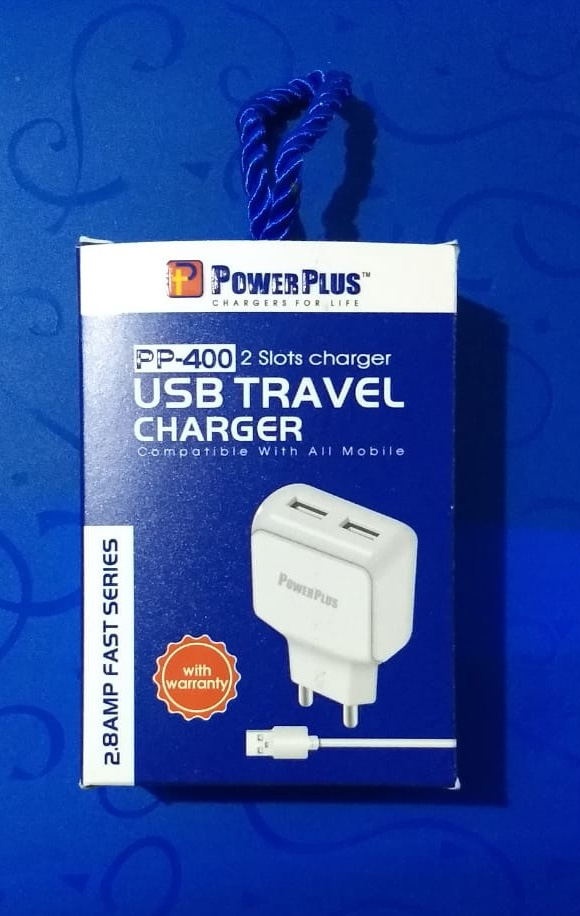 POWERPLUS™
CHARGERS FOR LIFE
PP-400 2 Slots charger
USB TRAVEL
CHARGER
Compatible With All Mobile
POWERPLUS
2.8AMP FAST SERIES
with
warranty